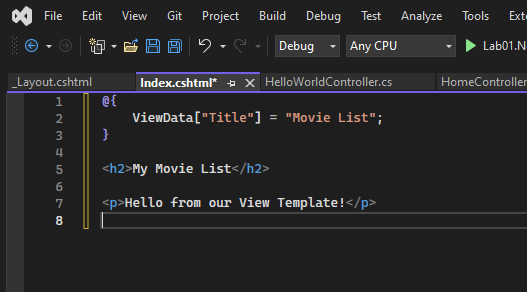 File Edit View Git Project Build Debug Test Analyze Tools
Debug Any CPU Lab01.N
_Layout.cshtml Index.cshtml* HelloWorldController.cs HomeController
1 @{
2 ViewData["Title"] = "Movie List";
3 }
4
5 <h2>My Movie List</h2>
6
7 <p>Hello from our View Template!</p>
8